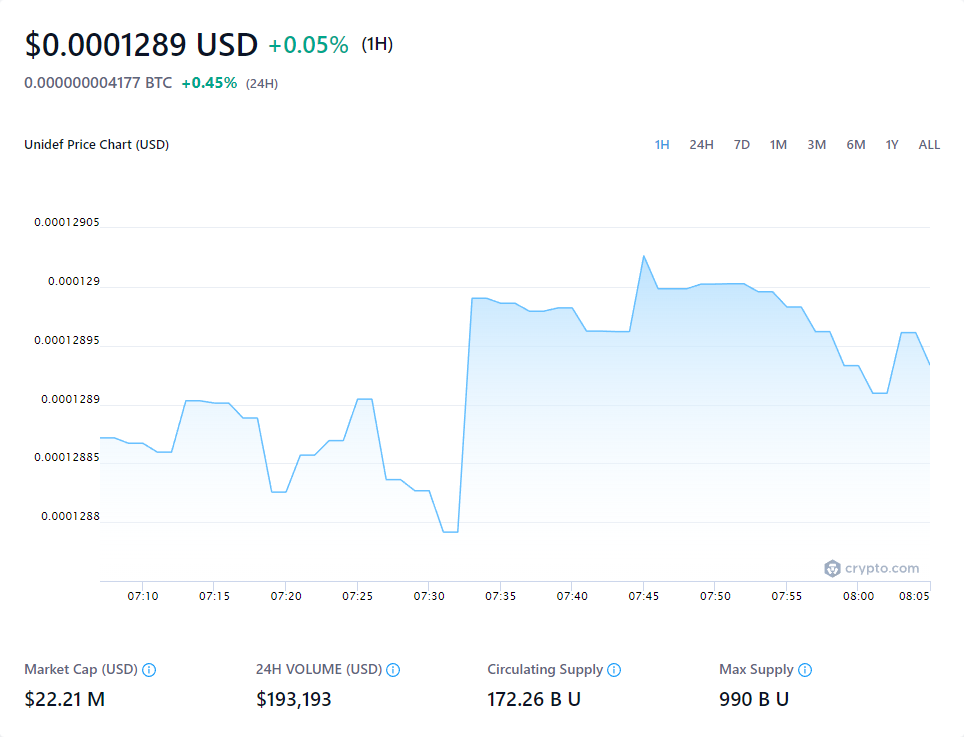 $0.0001289 USD +0.05% (1H)
0.000000004177 BTC +0.45% (24H)
Unidef Price Chart (USD) 1H 24H 7D 1M 3M 6M 1Y ALL
0.00012905
0.000129
0.00012895
0.0001289
0.00012885
0.0001288
crypto.com
07:10 07:15 07:20 07:25 07:30 07:35 07:40 07:45 07:50 07:55 08:00 08:05
Market Cap (USD) 24H VOLUME (USD) Circulating Supply Max Supply
$22.21 M $193,193 172.26 B U 990 B U